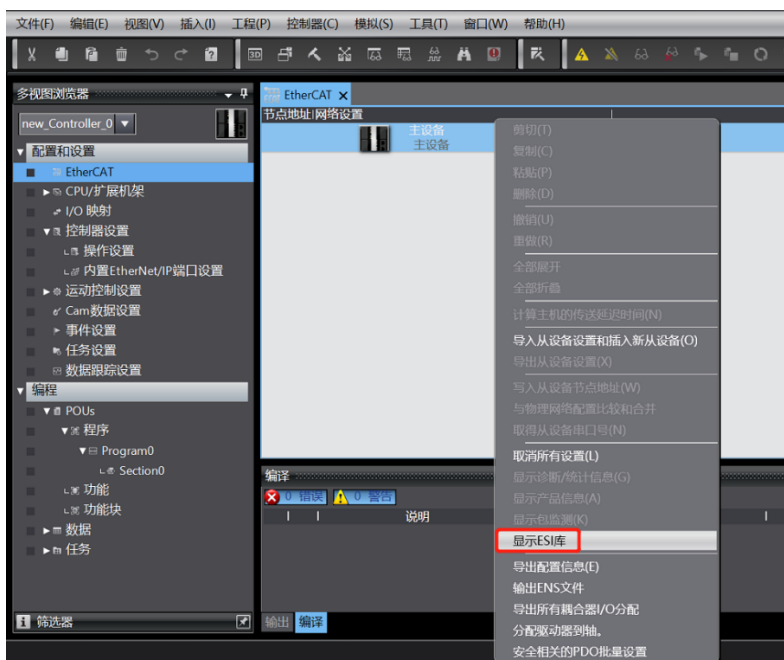 文件(F) 编辑(E) 视图(V) 插入(I) 工程(P) 控制器(C) 模拟(S) 工具(T) 窗口(W) 帮助(H)
多视图浏览器
new_Controller_0
配置和设置
EtherCAT
CPU/扩展机架
I/O 映射
控制器设置
操作设置
内置EtherNet/IP端口设置
运动控制设置
Cam数据设置
事件设置
任务设置
数据跟踪设置
编程
POUs
程序
Program0
Section0
功能
功能块
数据
任务
筛选器
EtherCAT
节点地址|网络设置
主设备
主设备
剪切(T)
复制(C)
粘贴(P)
删除(D)
撤销(U)
重做(R)
全部展开
全部折叠
计算主机的传送延迟时间(N)
导入从设备设置和插入新从设备(O)
导出从设备设置(X)
写入从设备节点地址(W)
与物理网络配置比较和合并
取得从设备串口号(N)
取消所有设置(L)
显示诊断/统计信息(G)
显示产品信息(A)
显示包监测(K)
显示ESI库
导出配置信息(E)
输出ENS文件
导出所有耦合器I/O分配
分配驱动器到轴。
安全相关的PDO批量设置
编译
0 错误 0 警告
说明
输出 编译